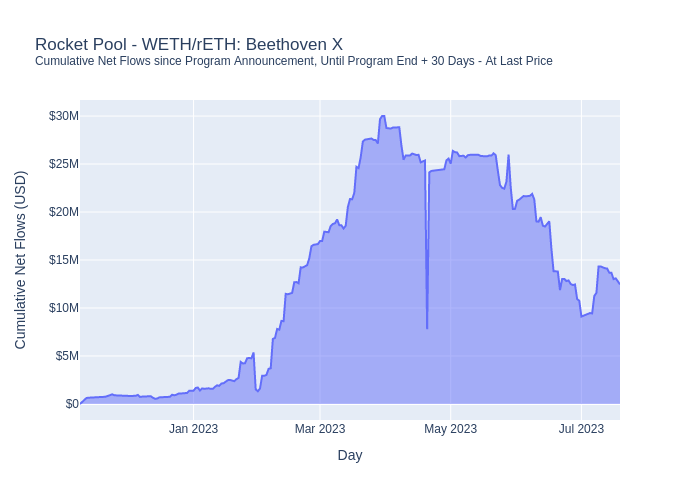 Rocket Pool - WETH/rETH: Beethoven X
Cumulative Net Flows since Program Announcement, Until Program End + 30 Days - At Last Price
Cumulative Net Flows (USD)
$30M
$25M
$20M
$15M
$10M
$5M
$0
Jan 2023
Mar 2023
May 2023
Jul 2023
Day